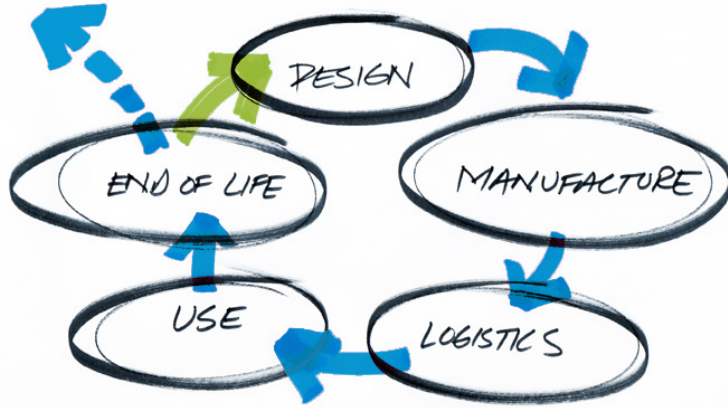 DESIGN
MANUFACTURE
LOGISTICS
USE
END OF LIFE